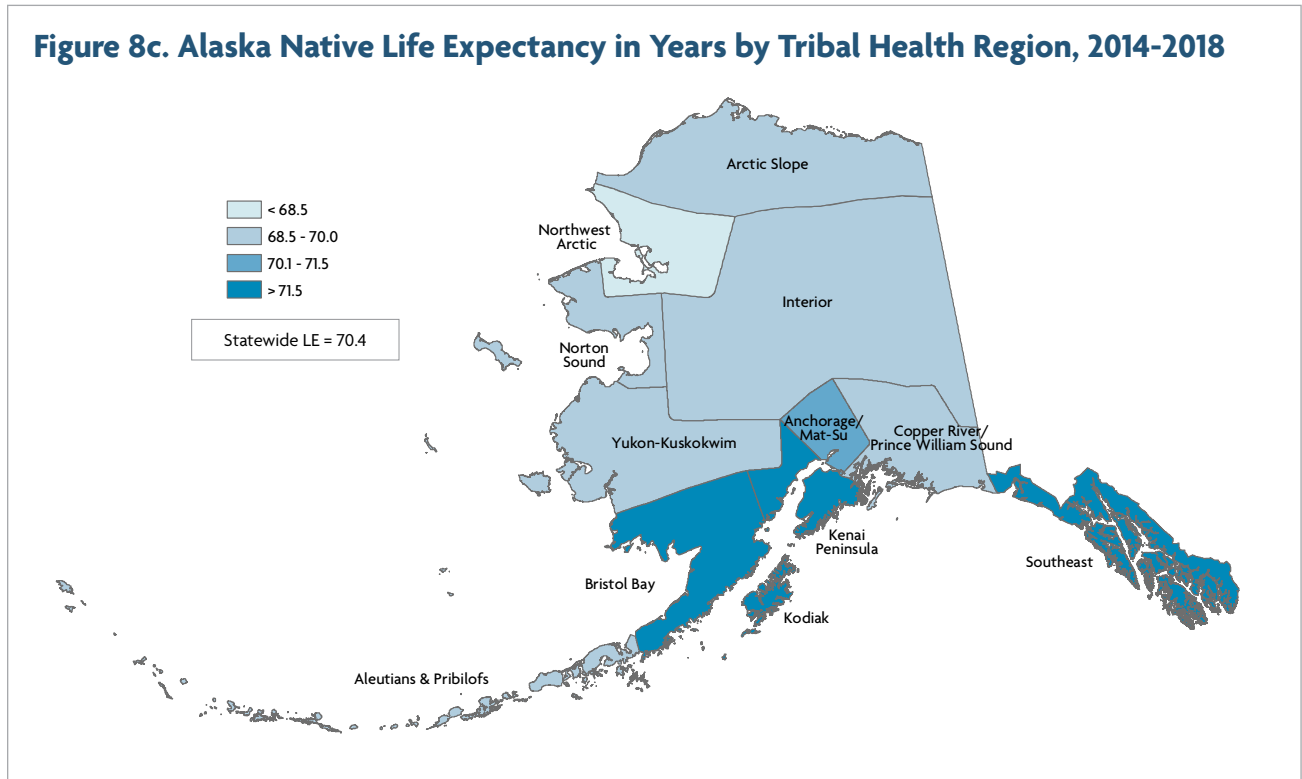 Figure 8c. Alaska Native Life Expectancy in Years by Tribal Health Region, 2014-2018
Arctic Slope
< 68.5
68.5 - 70.0
70.1 - 71.5
> 71.5
Statewide LE = 70.4
Northwest
Arctic
Interior
Norton
Sound
Anchorage/
Mat-Su
Copper River/
Prince William Sound
Yukon-Kuskokwim
Kenai
Peninsula
Southeast
Bristol Bay
Kodiak
Aleutians & Pribilofs